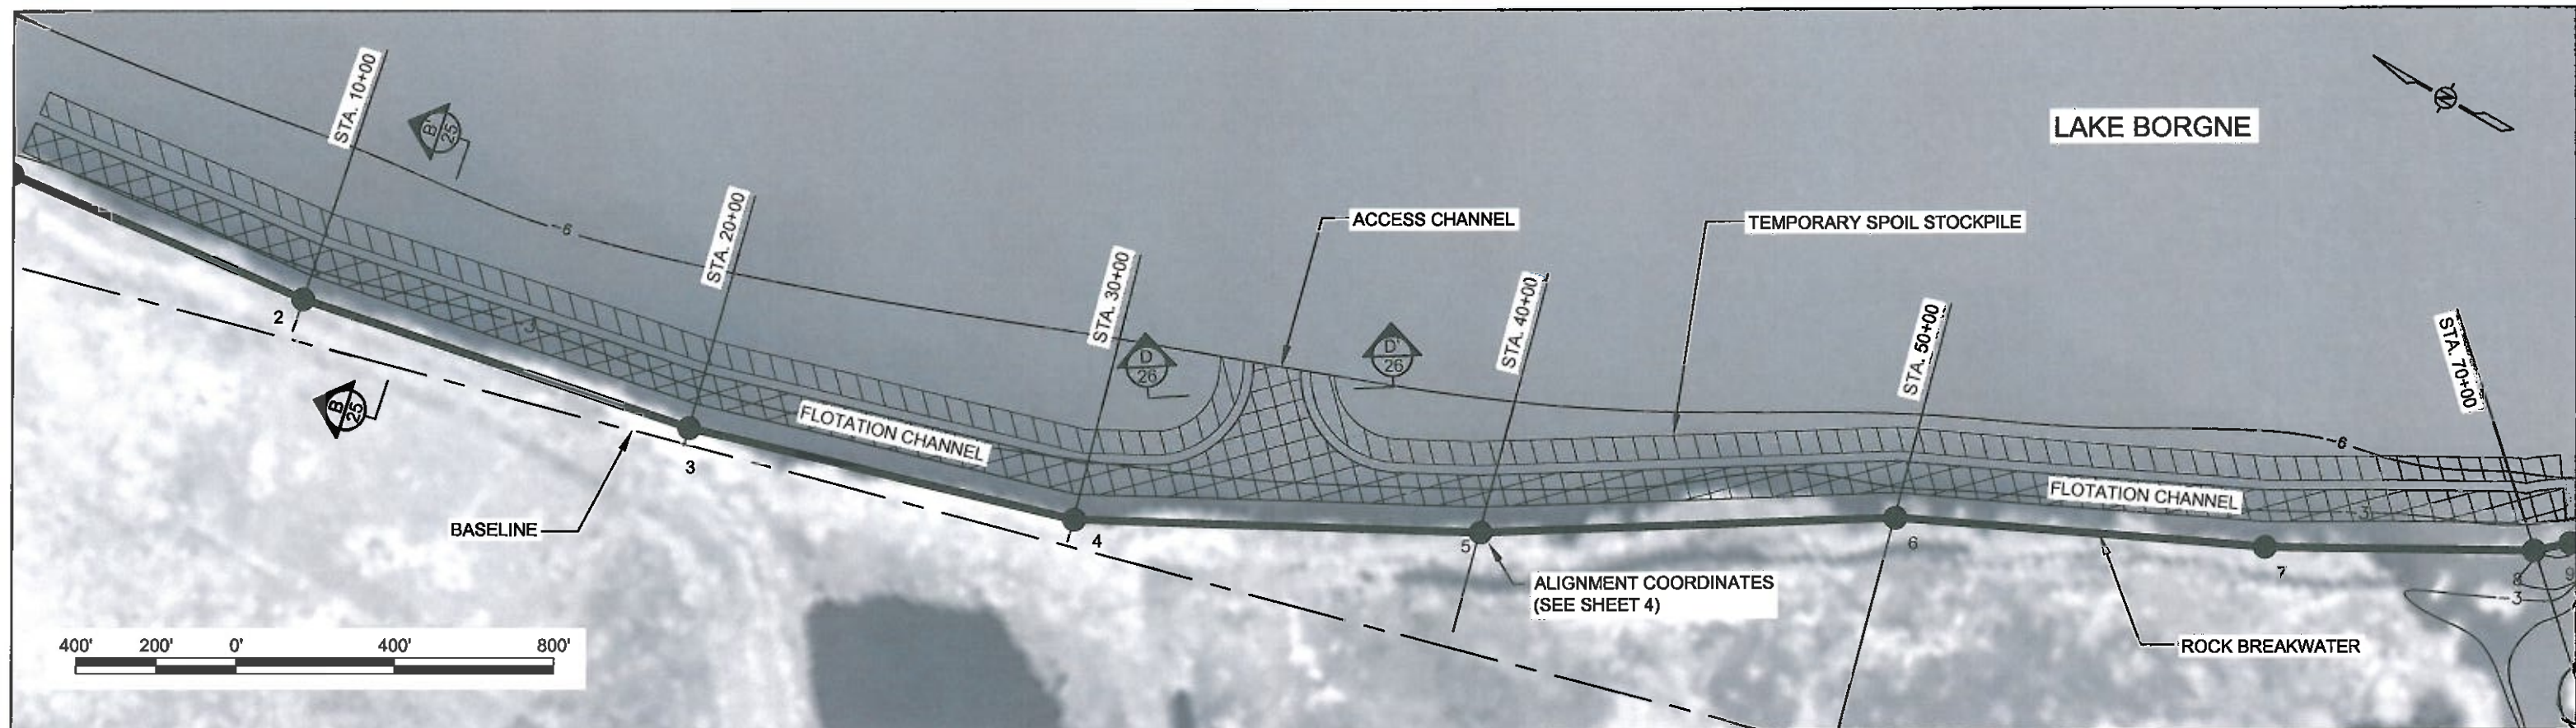 STA. 10+00
B'
25
LAKE BORGNE
N
-6
STA. 20+00
ACCESS CHANNEL
TEMPORARY SPOIL STOCKPILE
STA. 30+00
STA. 40+00
STA. 50+00
STA. 70+00
D
26
D'
26
2
-3
B
25
FLOTATION CHANNEL
-6
3
FLOTATION CHANNEL
-3
BASELINE
4
5
6
7
8
9
ALIGNMENT COORDINATES
(SEE SHEET 4)
-3
ROCK BREAKWATER
400'
200'
0'
400'
800'